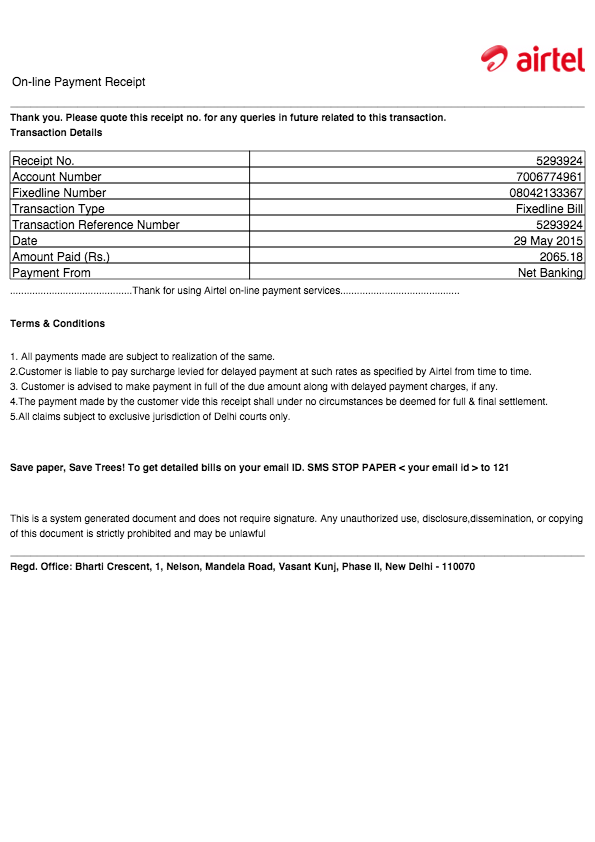 airtel
On-line Payment Receipt
Thank you. Please quote this receipt no. for any queries in future related to this transaction.
Transaction Details
Receipt No. 5293924
Account Number 7006774961
Fixedline Number 08042133367
Transaction Type Fixedline Bill
Transaction Reference Number 5293924
Date 29 May 2015
Amount Paid (Rs.) 2065.18
Payment From Net Banking
............................................Thank for using Airtel on-line payment services...........................................
Terms & Conditions
1. All payments made are subject to realization of the same.
2.Customer is liable to pay surcharge levied for delayed payment at such rates as specified by Airtel from time to time.
3. Customer is advised to make payment in full of the due amount along with delayed payment charges, if any.
4.The payment made by the customer vide this receipt shall under no circumstances be deemed for full & final settlement.
5.All claims subject to exclusive jurisdiction of Delhi courts only.
Save paper, Save Trees! To get detailed bills on your email ID. SMS STOP PAPER < your email id > to 121
This is a system generated document and does not require signature. Any unauthorized use, disclosure,dissemination, or copying
of this document is strictly prohibited and may be unlawful
Regd. Office: Bharti Crescent, 1, Nelson, Mandela Road, Vasant Kunj, Phase II, New Delhi - 110070